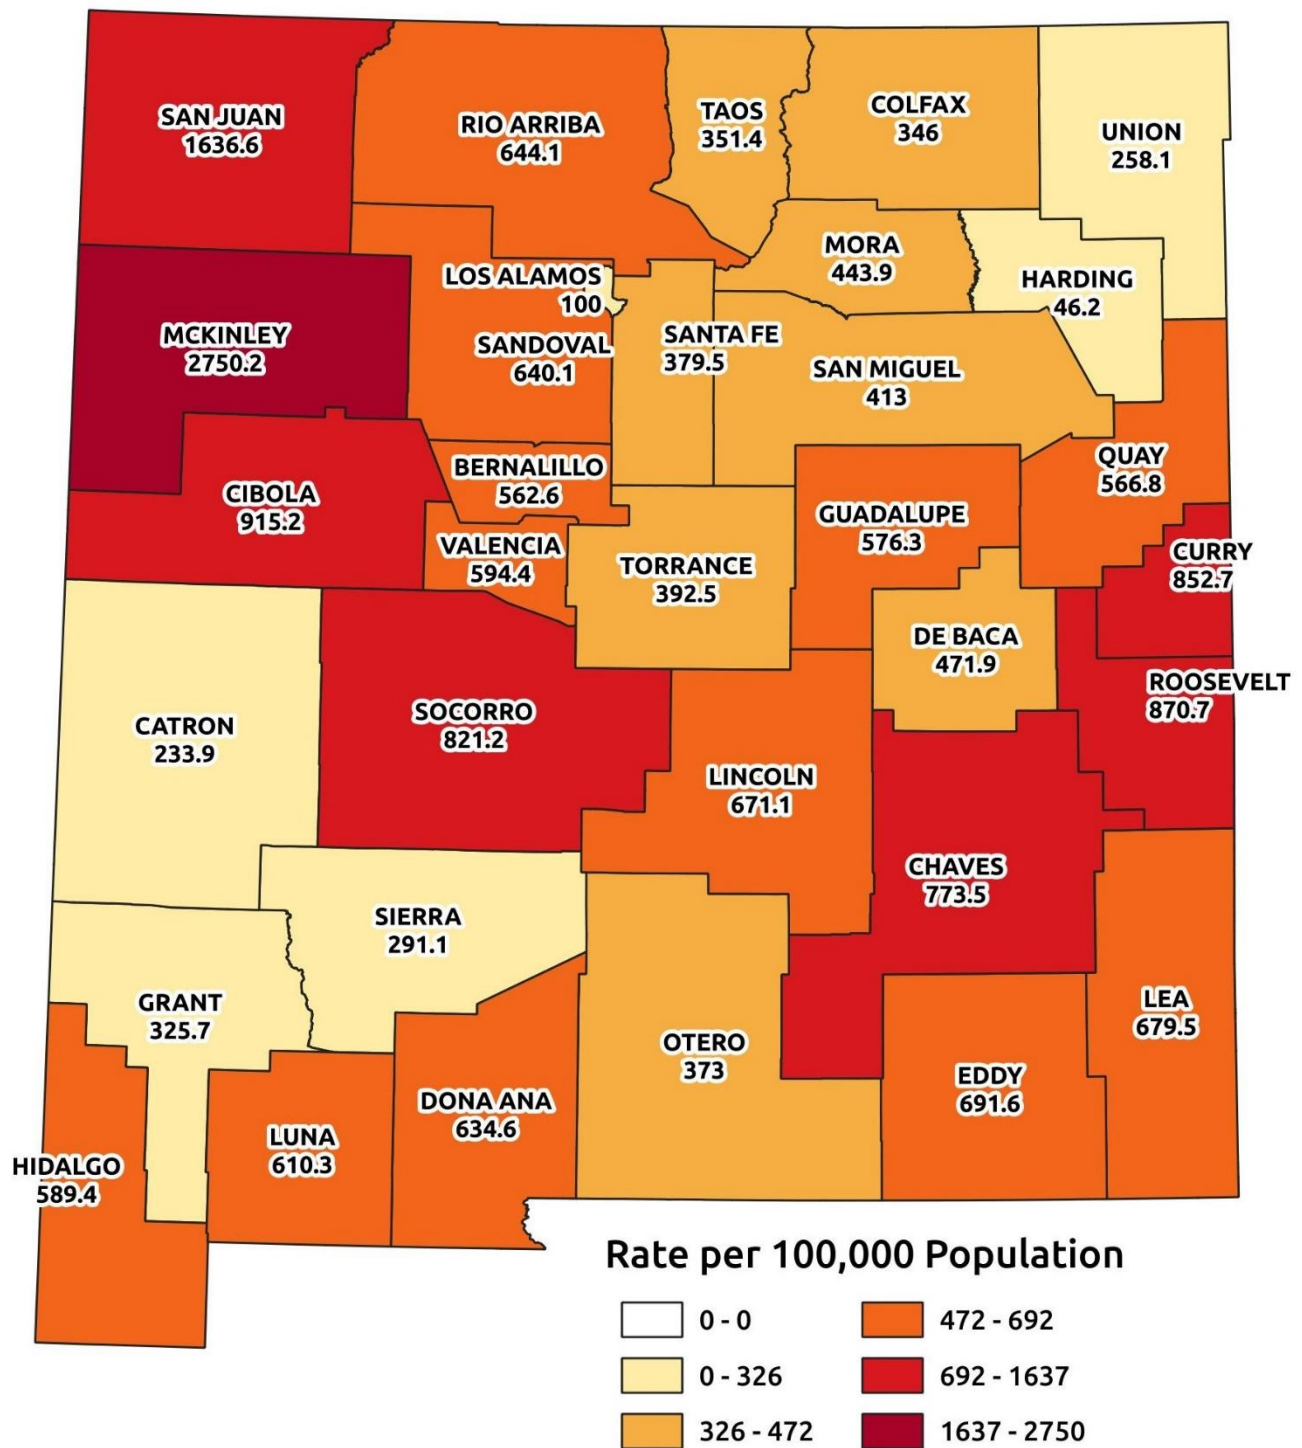 SAN JUAN
1636.6
RIO ARRIBA
644.1
TAOS
351.4
COLFAX
346
UNION
258.1
MORA
443.9
HARDING
46.2
LOS ALAMOS
100
MCKINLEY
2750.2
SANDOVAL
640.1
SANTA FE
379.5
SAN MIGUEL
413
QUAY
566.8
CIBOLA
915.2
BERNALILLO
562.6
GUADALUPE
576.3
VALENCIA
594.4
TORRANCE
392.5
CURRY
852.7
DE BACA
471.9
ROOSEVELT
870.7
CATRON
233.9
SOCORRO
821.2
LINCOLN
671.1
CHAVES
773.5
SIERRA
291.1
GRANT
325.7
LEA
679.5
OTERO
373
EDDY
691.6
DONA ANA
634.6
LUNA
610.3
HIDALGO
589.4
Rate per 100,000 Population
0 - 0
0 - 326
326 - 472
472 - 692
692 - 1637
1637 - 2750